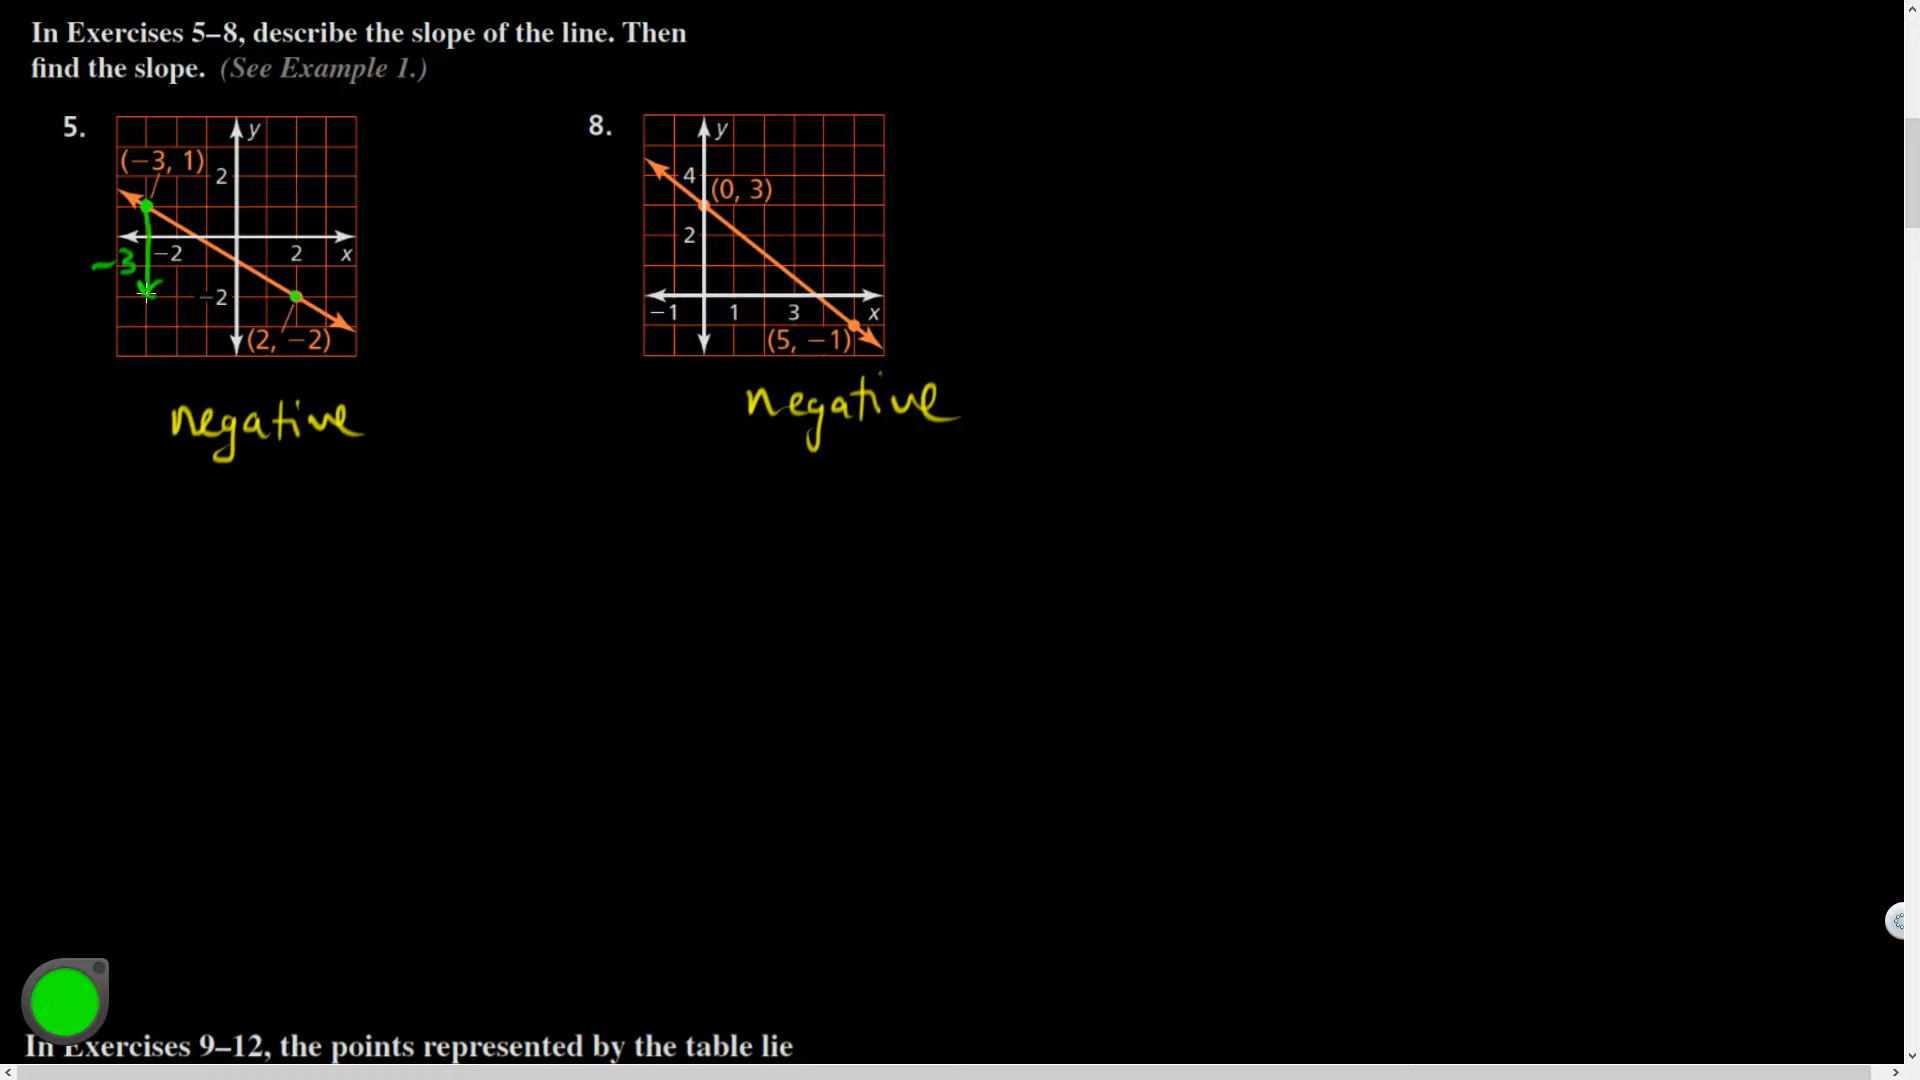 In Exercises 5–8, describe the slope of the line. Then
find the slope. (See Example 1.)
5.
y
(−3, 1)
2
−3
−2
2
x
−2
(2, −2)
negative
8.
y
4
(0, 3)
2
−1
1
3
x
(5, −1)
negative
In Exercises 9–12, the points represented by the table lie